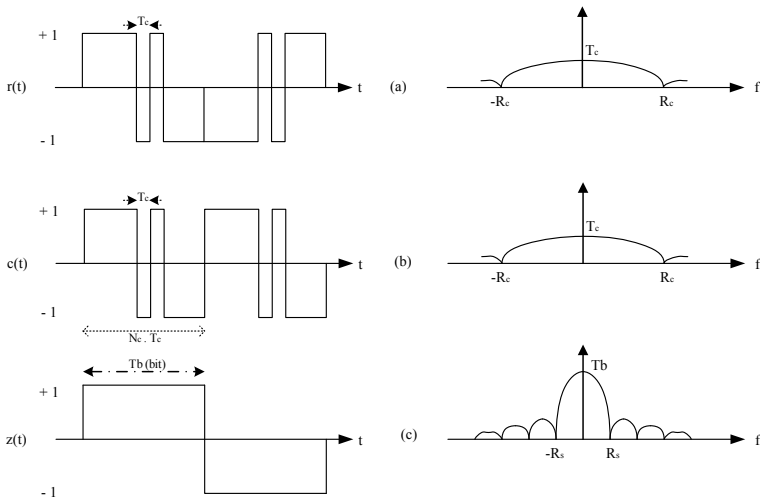 + 1
Tc
r(t)
t
- 1
(a)
Tc
-Rc
Rc
f
+ 1
Tc
c(t)
t
- 1
Nc . Tc
(b)
Tc
-Rc
Rc
f
Tb (bit)
+ 1
z(t)
t
- 1
(c)
Tb
-Rs
Rs
f